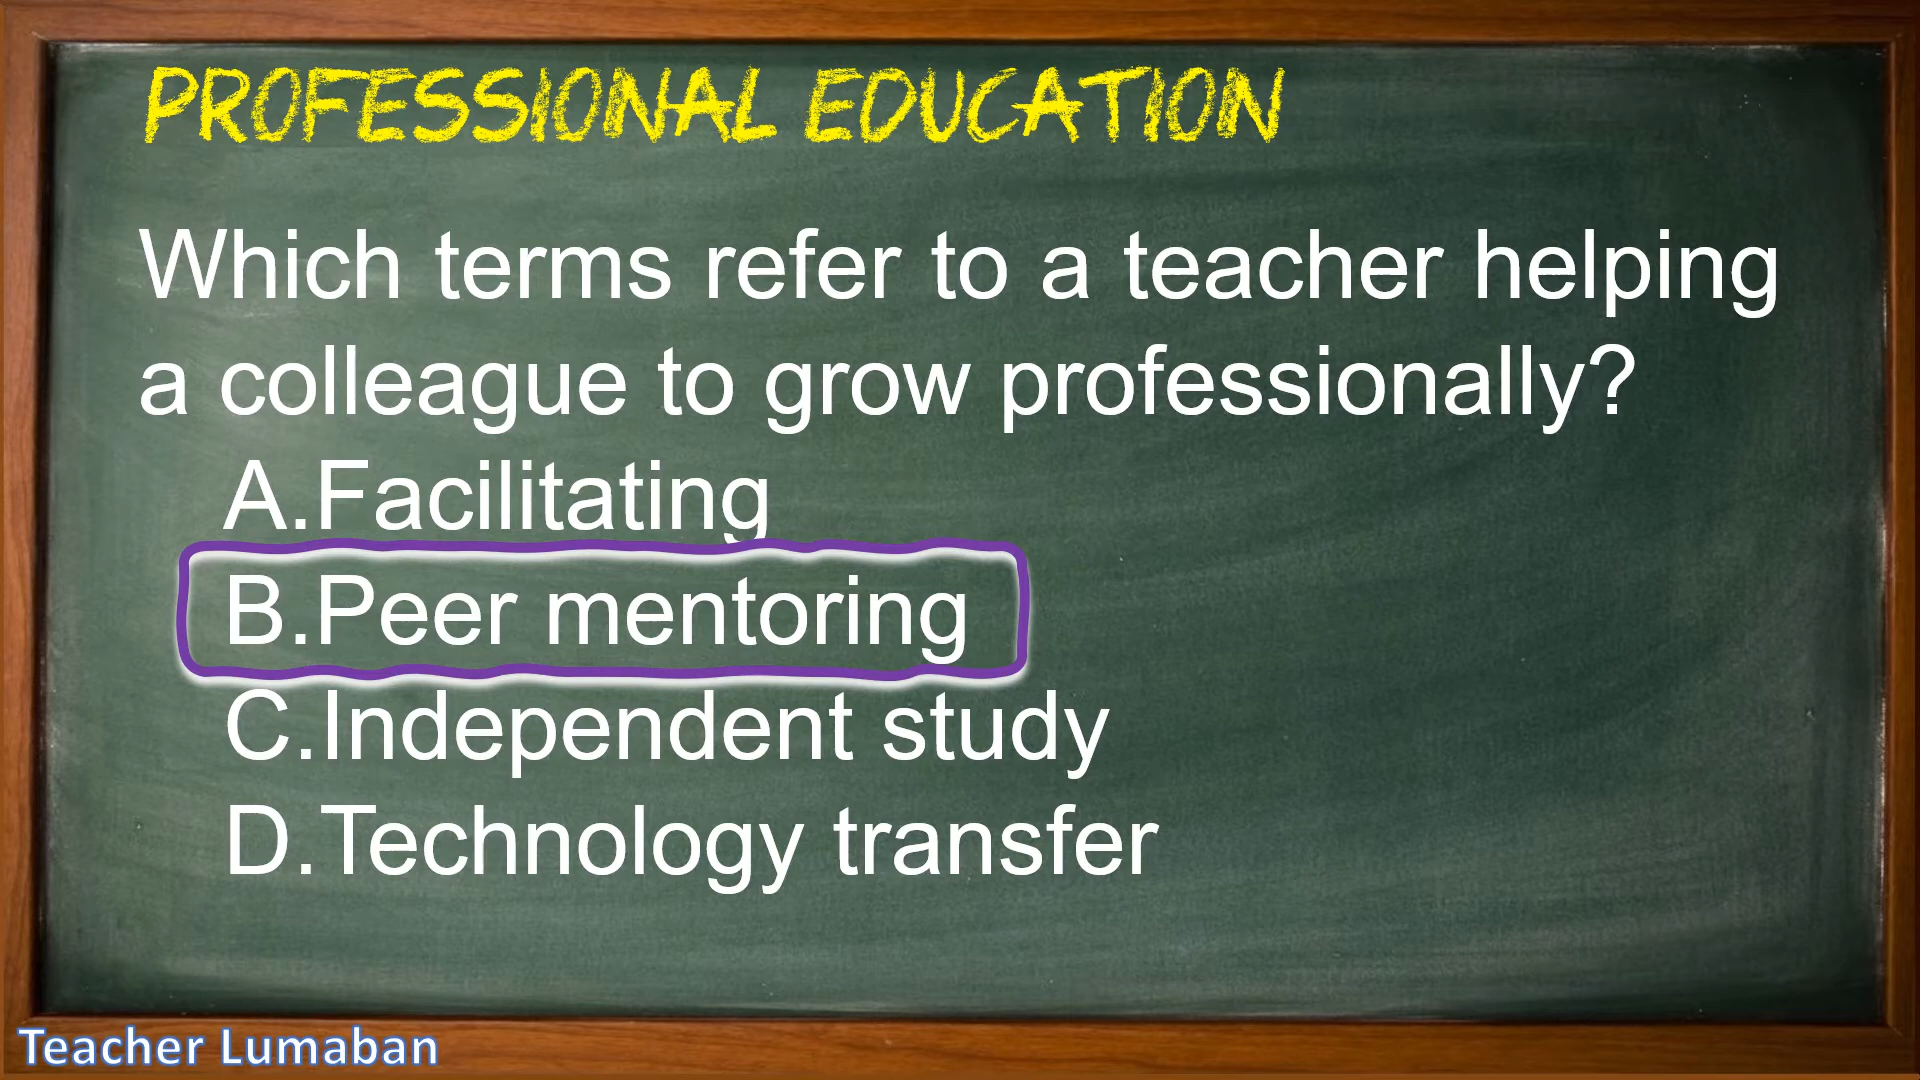 PROFESSIONAL EDUCATION
Which terms refer to a teacher helping
a colleague to grow professionally?
A.Facilitating
B.Peer mentoring
C.Independent study
D.Technology transfer
Teacher Lumaban